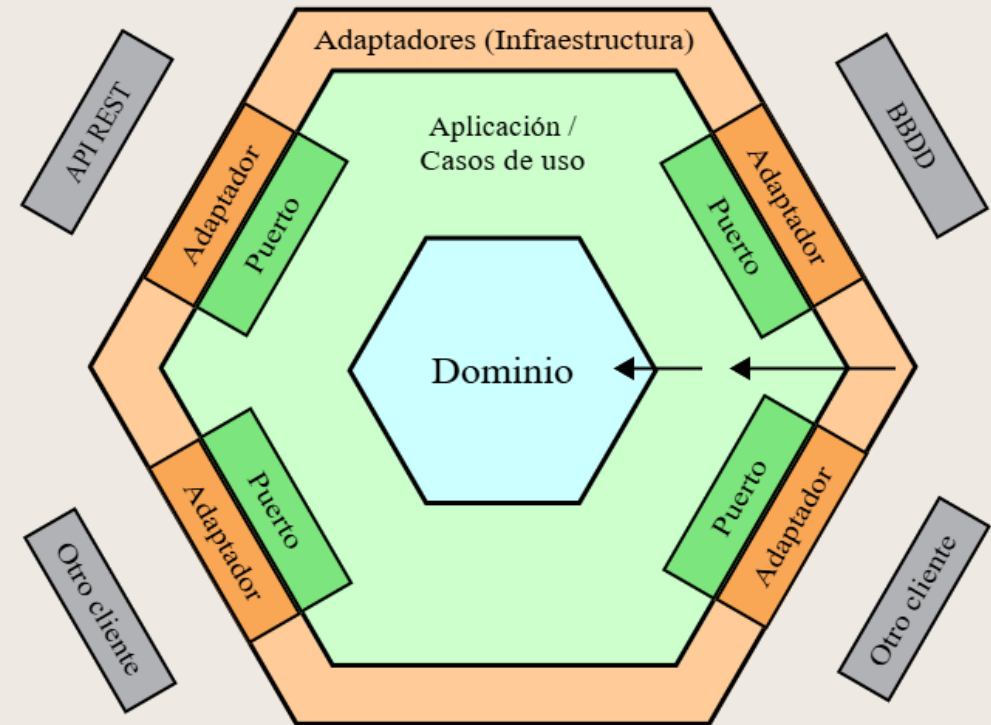 Adaptadores (Infraestructura)
API REST
BBDD
Aplicación /
Casos de uso
Adaptador
Puerto
Puerto
Adaptador
Dominio
Adaptador
Puerto
Puerto
Adaptador
Otro cliente
Otro cliente